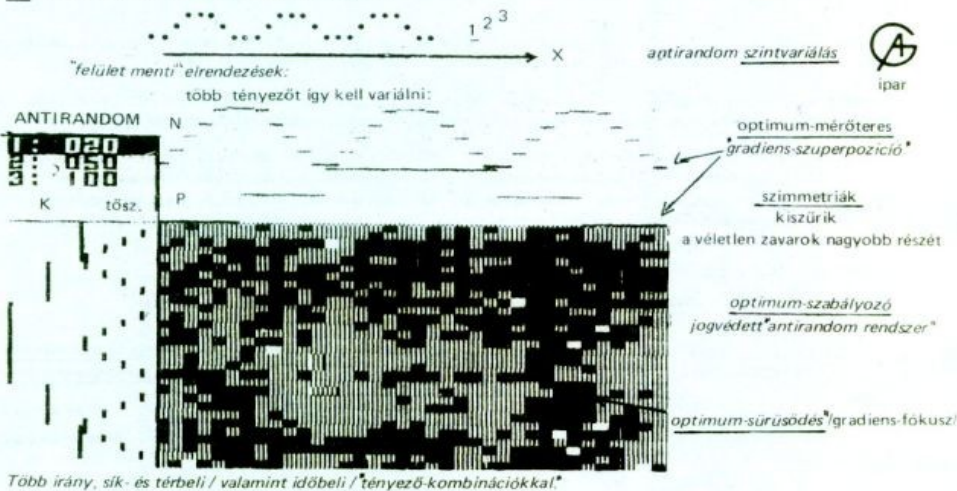 1 2 3
X
antirandom szintvariálás
ipar
"felület menti" elrendezések:
több tényezőt így kell variálni:
ANTIRANDOM
N
1: 020
2: 050
3: 100
optimum-mérőteres
"gradiens-szuperpozíció."
K tősz.
P
szimmetriák
kiszűrik
a véletlen zavarok nagyobb részét
optimum-szabályozó
jogvédett "antirandom rendszer"
optimum-sürüsödés"/gradiens-fókusz/
Több irány, sík- és térbeli / valamint időbeli / "tényező-kombinációkkal."